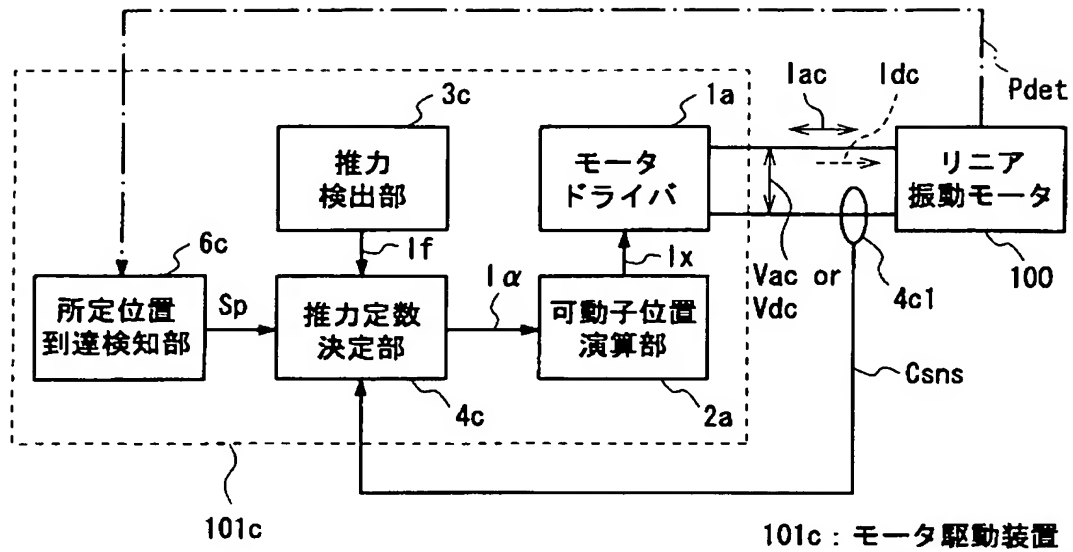 Iac
Idc
Pdet
3c
1a
推力
検出部
モータ
ドライバ
リニア
振動モータ
6c
If
Ix
Vac or
Vdc
4c1
100
所定位置
到達検知部
Sp
推力定数
決定部
Iα
可動子位置
演算部
4c
2a
Csns
101c
101c：モータ駆動装置